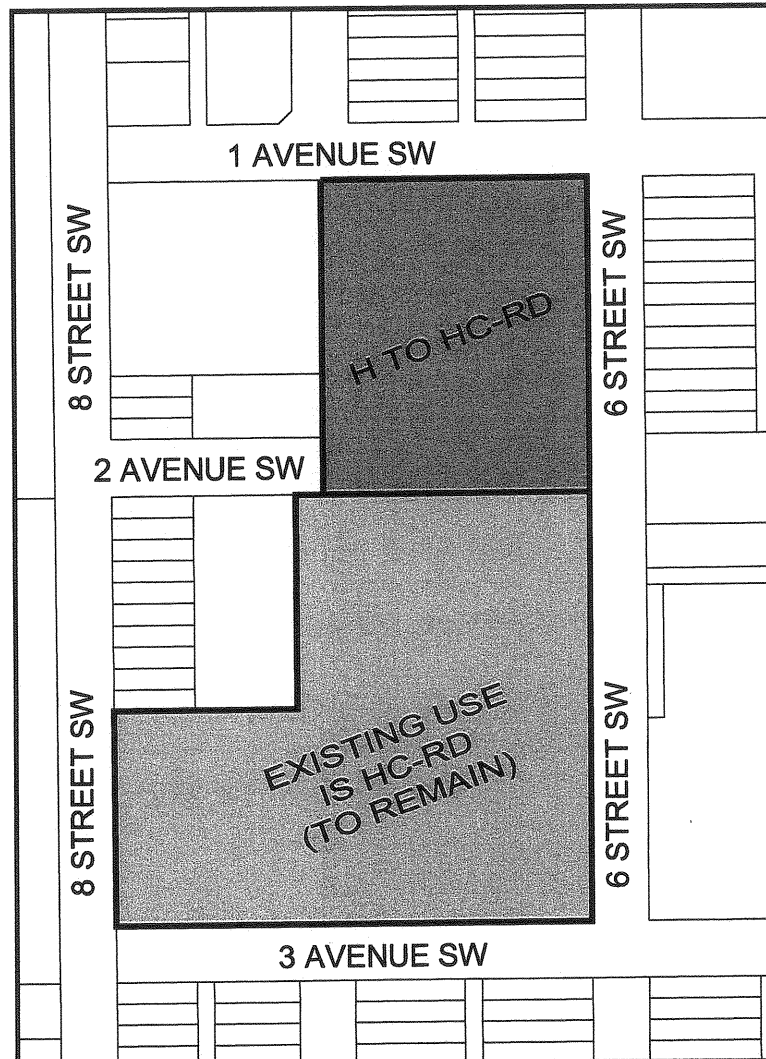 1 AVENUE SW
8 STREET SW
6 STREET SW
H TO HC-RD
2 AVENUE SW
8 STREET SW
EXISTING USE
IS HC-RD
(TO REMAIN)
6 STREET SW
3 AVENUE SW